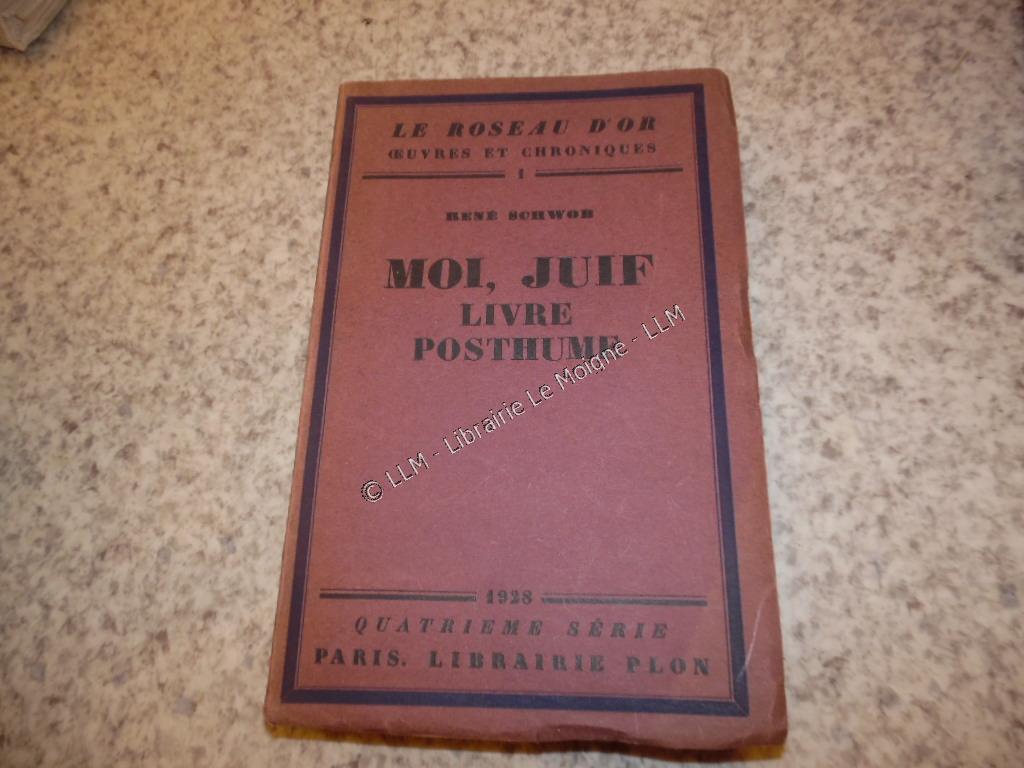 LE ROSEAU D'OR
ŒUVRES ET CHRONIQUES
1
RENÉ SCHWOB
MOI, JUIF
LIVRE
POSTHUME
© LLM - Librairie Le Moigne - LLM
1928
QUATRIEME SÉRIE
PARIS. LIBRAIRIE PLON